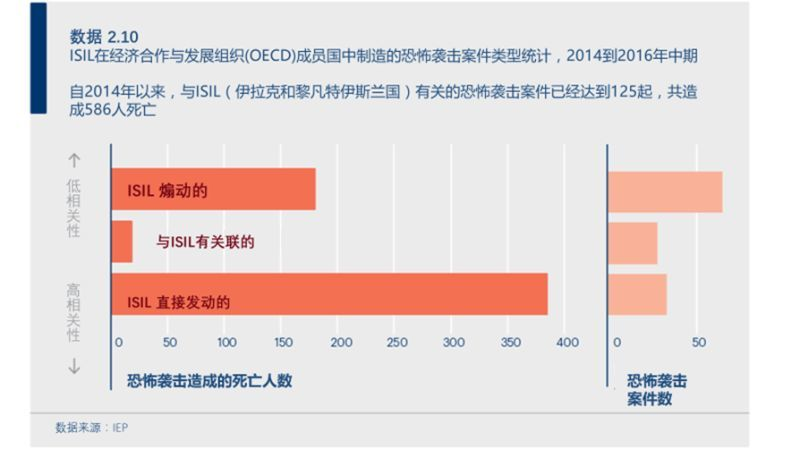 数据 2.10
ISIL在经济合作与发展组织(OECD)成员国中制造的恐怖袭击案件类型统计，2014到2016年中期
自2014年以来，与ISIL（伊拉克和黎凡特伊斯兰国）有关的恐怖袭击案件已经达到125起，共造
成586人死亡
低相关性
高相关性
ISIL 煽动的
与ISIL有关联的
ISIL 直接发动的
0 50 100 150 200 250 300 350 400
0 50
恐怖袭击造成的死亡人数
恐怖袭击
案件数
数据来源：IEP